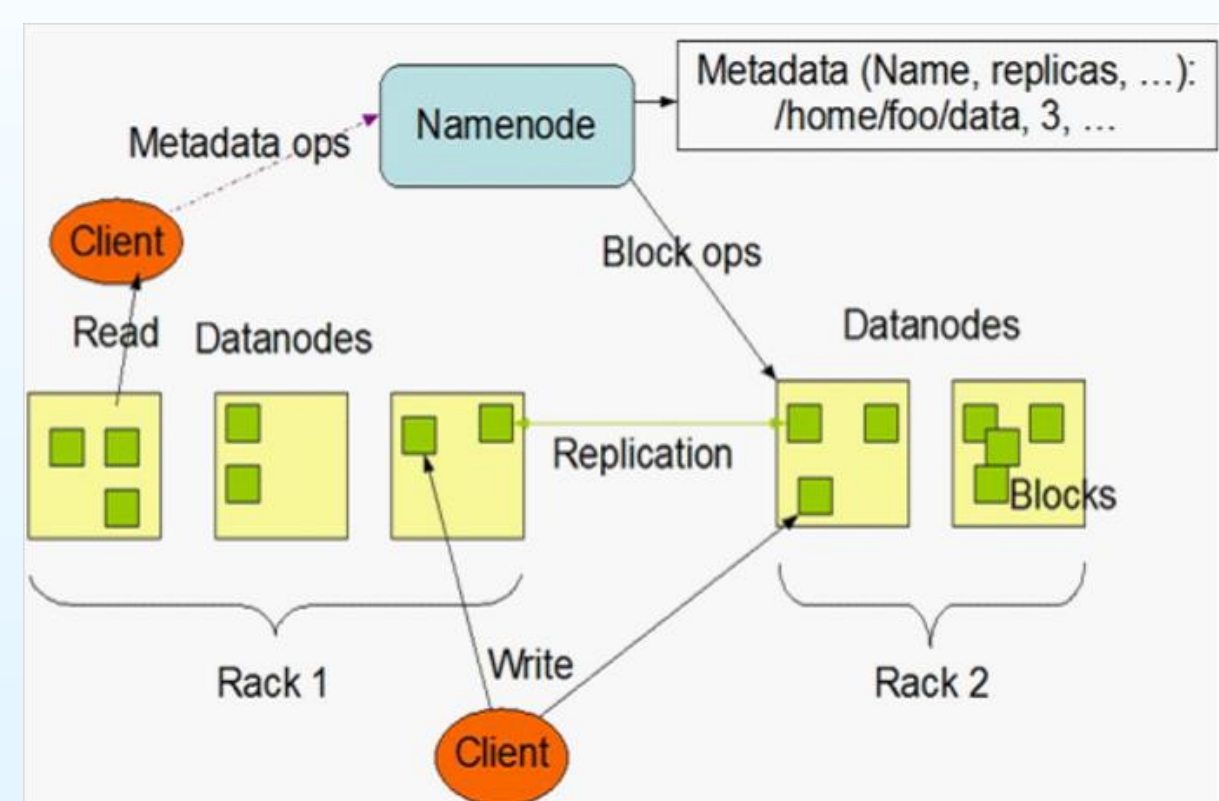 Metadata (Name, replicas, ...):
/home/foo/data, 3, ...
Namenode
Metadata ops
Client
Block ops
Read
Datanodes
Datanodes
Replication
Blocks
Rack 1
Write
Rack 2
Client